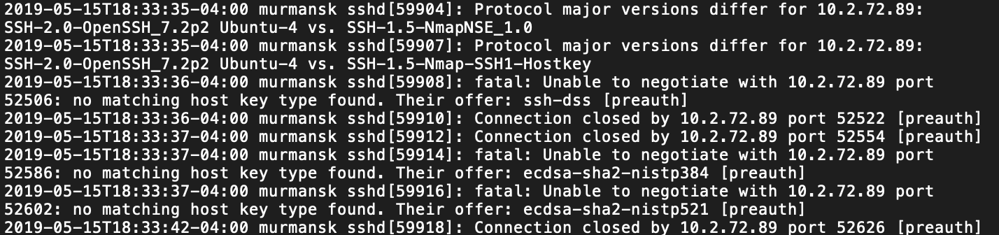 2019-05-15T18:33:35-04:00 murmansk sshd[59904]: Protocol major versions differ for 10.2.72.89:
SSH-2.0-OpenSSH_7.2p2 Ubuntu-4 vs. SSH-1.5-NmapNSE_1.0
2019-05-15T18:33:35-04:00 murmansk sshd[59907]: Protocol major versions differ for 10.2.72.89:
SSH-2.0-OpenSSH_7.2p2 Ubuntu-4 vs. SSH-1.5-Nmap-SSH1-Hostkey
2019-05-15T18:33:36-04:00 murmansk sshd[59908]: fatal: Unable to negotiate with 10.2.72.89 port
52506: no matching host key type found. Their offer: ssh-dss [preauth]
2019-05-15T18:33:36-04:00 murmansk sshd[59910]: Connection closed by 10.2.72.89 port 52522 [preauth]
2019-05-15T18:33:37-04:00 murmansk sshd[59912]: Connection closed by 10.2.72.89 port 52554 [preauth]
2019-05-15T18:33:37-04:00 murmansk sshd[59914]: fatal: Unable to negotiate with 10.2.72.89 port
52586: no matching host key type found. Their offer: ecdsa-sha2-nistp384 [preauth]
2019-05-15T18:33:37-04:00 murmansk sshd[59916]: fatal: Unable to negotiate with 10.2.72.89 port
52602: no matching host key type found. Their offer: ecdsa-sha2-nistp521 [preauth]
2019-05-15T18:33:42-04:00 murmansk sshd[59918]: Connection closed by 10.2.72.89 port 52626 [preauth]